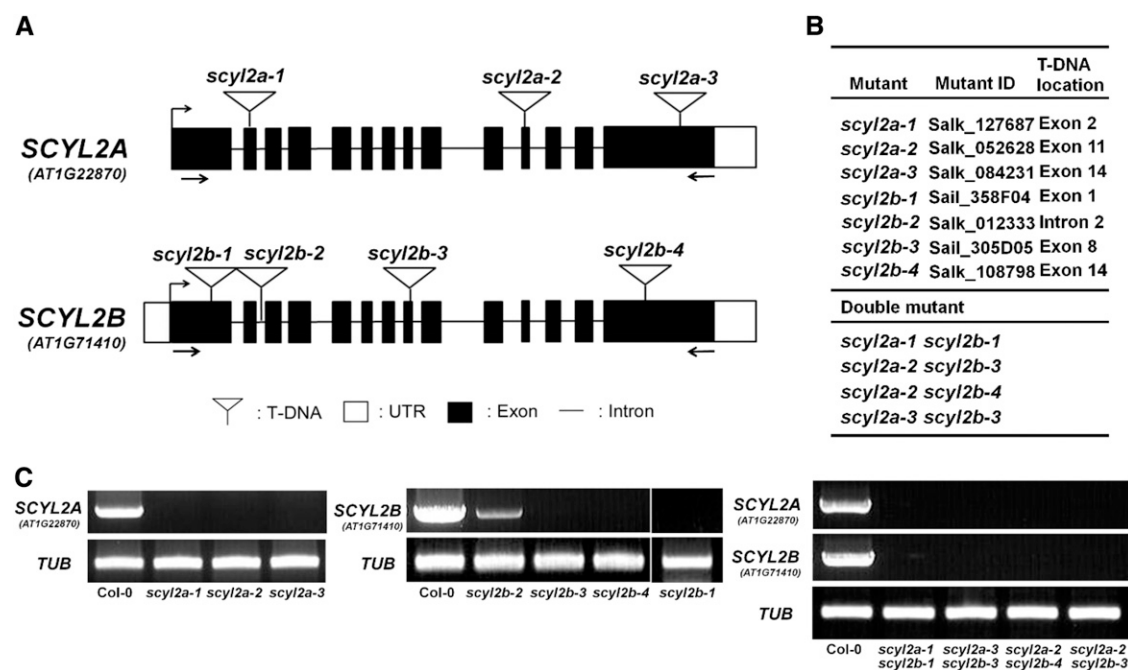 A
scyl2a-1
scyl2a-2
scyl2a-3
SCYL2A
(AT1G22870)
scyl2b-1
scyl2b-2
scyl2b-3
scyl2b-4
SCYL2B
(AT1G71410)
: T-DNA
: UTR
: Exon
: Intron
B
Mutant Mutant ID T-DNA location
scyl2a-1 Salk_127687 Exon 2
scyl2a-2 Salk_052628 Exon 11
scyl2a-3 Salk_084231 Exon 14
scyl2b-1 Sail_358F04 Exon 1
scyl2b-2 Salk_012333 Intron 2
scyl2b-3 Sail_305D05 Exon 8
scyl2b-4 Salk_108798 Exon 14
Double mutant
scyl2a-1 scyl2b-1
scyl2a-2 scyl2b-3
scyl2a-2 scyl2b-4
scyl2a-3 scyl2b-3
C
SCYL2A
(AT1G22870)
TUB
Col-0 scyl2a-1 scyl2a-2 scyl2a-3
SCYL2B
(AT1G71410)
TUB
Col-0 scyl2b-2 scyl2b-3 scyl2b-4 scyl2b-1
SCYL2A
(AT1G22870)
SCYL2B
(AT1G71410)
TUB
Col-0 scyl2a-1 scyl2a-3 scyl2a-2 scyl2a-2
scyl2b-1 scyl2b-3 scyl2b-4 scyl2b-3